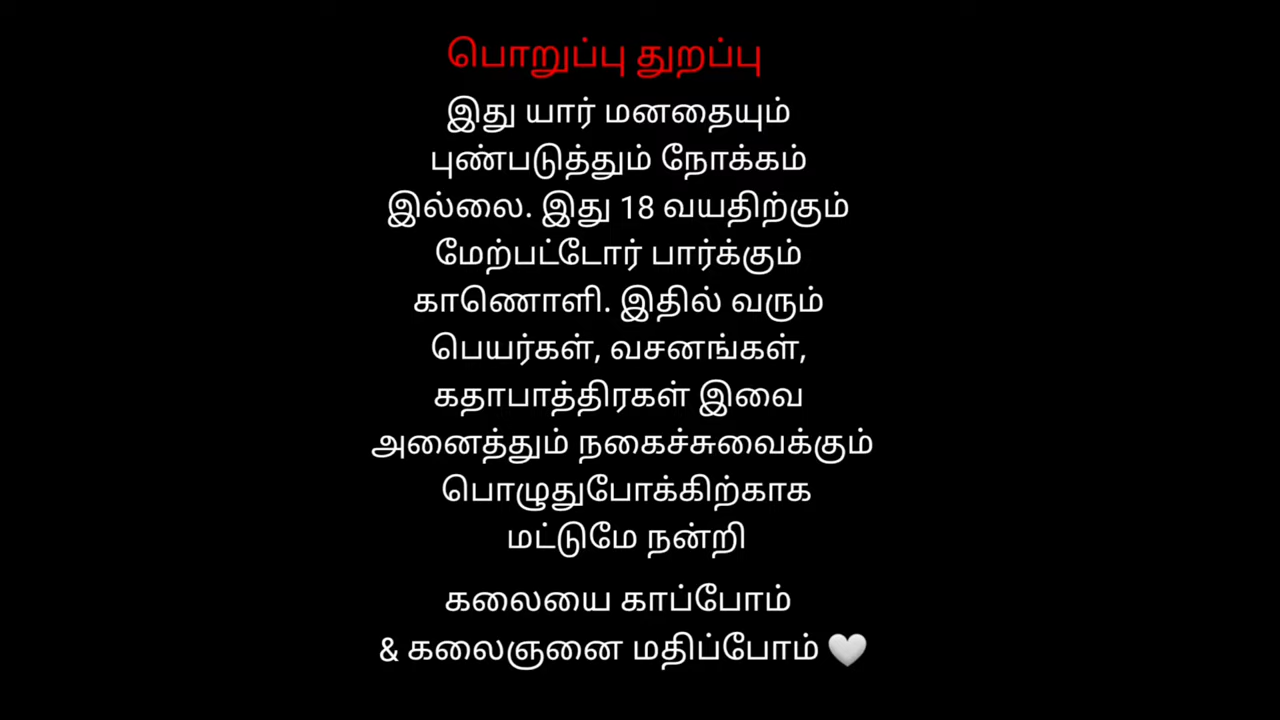 பொறுப்பு துறப்பு
இது யார் மனதையும்
புண்படுத்தும் நோக்கம்
இல்லை. இது 18 வயதிற்கும்
மேற்பட்டோர் பார்க்கும்
காணொளி. இதில் வரும்
பெயர்கள், வசனங்கள்,
கதாபாத்திரகள் இவை
அனைத்தும் நகைச்சுவைக்கும்
பொழுதுபோக்கிற்காக
மட்டுமே நன்றி
கலையை காப்போம்
& கலைஞனை மதிப்போம் 🤍